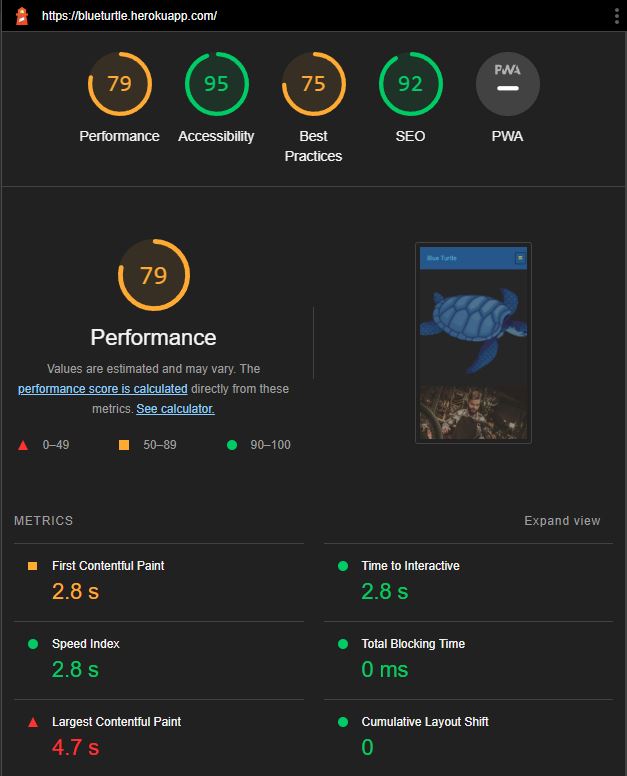 https://blueturtle.herokuapp.com/
79
95
75
92
PWA
Performance
Accessibility
Best
Practices
SEO
PWA
79
Performance
Values are estimated and may vary. The
performance score is calculated directly from these
metrics. See calculator.
0–49
50–89
90–100
Blue Turtle
METRICS
Expand view
First Contentful Paint
2.8 s
Time to Interactive
2.8 s
Speed Index
2.8 s
Total Blocking Time
0 ms
Largest Contentful Paint
4.7 s
Cumulative Layout Shift
0